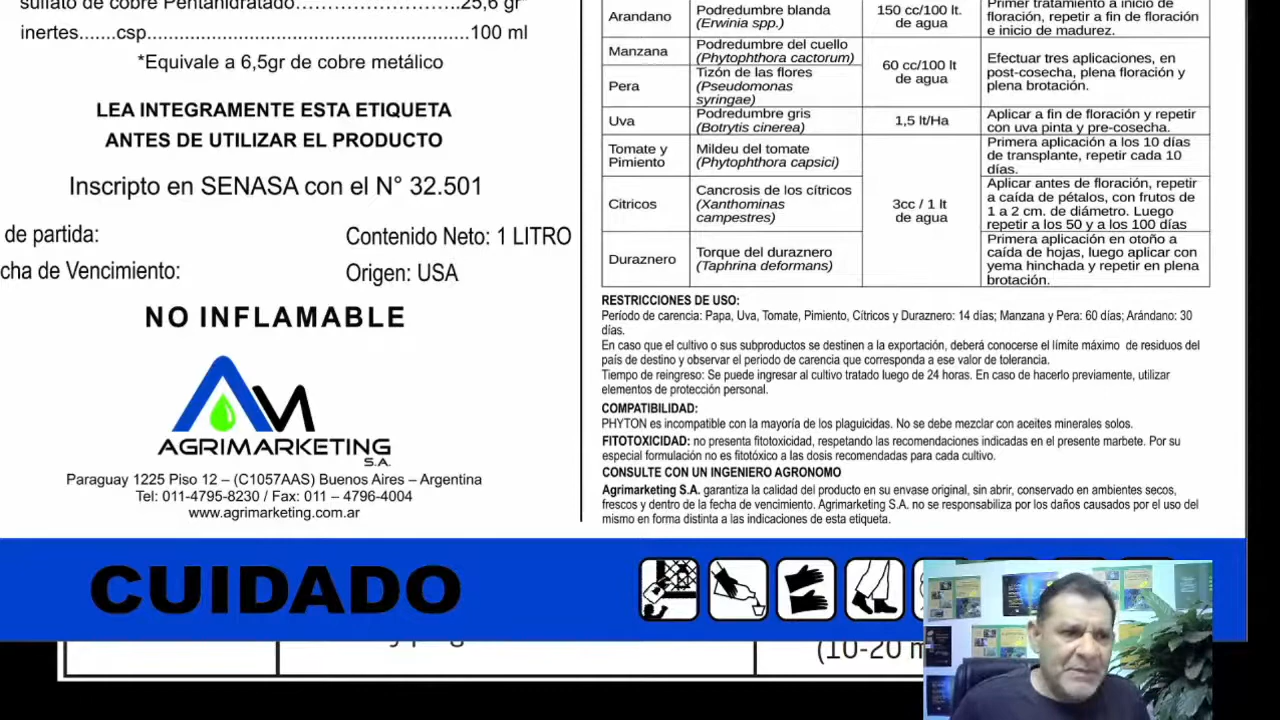 sulfato de cobre Pentahidratado……………………….25,6 gr*
inertes.......csp...................................................100 ml
*Equivale a 6,5gr de cobre metálico
LEA INTEGRAMENTE ESTA ETIQUETA
ANTES DE UTILIZAR EL PRODUCTO
Inscripto en SENASA con el N° 32.501
de partida:
Contenido Neto: 1 LITRO
cha de Vencimiento:
Origen: USA
NO INFLAMABLE
AM
AGRIMARKETING
S.A.
Paraguay 1225 Piso 12 – (C1057AAS) Buenos Aires – Argentina
Tel: 011-4795-8230 / Fax: 011 – 4796-4004
www.agrimarketing.com.ar
Arandano
Podredumbre blanda
(Erwinia spp.)
150 cc/100 lt.
de agua
Primer tratamiento a inicio de
floración, repetir a fin de floración
e inicio de madurez.
Manzana
Podredumbre del cuello
(Phytophthora cactorum)
60 cc/100 lt
de agua
Efectuar tres aplicaciones, en
post-cosecha, plena floración y
plena brotación.
Pera
Tizón de las flores
(Pseudomonas
syringae)
Uva
Podredumbre gris
(Botrytis cinerea)
1,5 lt/Ha
Aplicar a fin de floración y repetir
con uva pinta y pre-cosecha.
Tomate y
Pimiento
Mildeu del tomate
(Phytophthora capsici)
3cc / 1 lt
de agua
Primera aplicación a los 10 días
de transplante, repetir cada 10
días.
Citricos
Cancrosis de los cítricos
(Xanthominas
campestres)
Aplicar antes de floración, repetir
a caída de pétalos, con frutos de
1 a 2 cm. de diámetro. Luego
repetir a los 50 y a los 100 días
Duraznero
Torque del duraznero
(Taphrina deformans)
Primera aplicación en otoño a
caída de hojas, luego aplicar con
yema hinchada y repetir en plena
brotación.
RESTRICCIONES DE USO:
Período de carencia: Papa, Uva, Tomate, Pimiento, Cítricos y Duraznero: 14 días; Manzana y Pera: 60 días; Arándano: 30
días.
En caso que el cultivo o sus subproductos se destinen a la exportación, deberá conocerse el límite máximo de residuos del
país de destino y observar el periodo de carencia que corresponda a ese valor de tolerancia.
Tiempo de reingreso: Se puede ingresar al cultivo tratado luego de 24 horas. En caso de hacerlo previamente, utilizar
elementos de protección personal.
COMPATIBILIDAD:
PHYTON es incompatible con la mayoría de los plaguicidas. No se debe mezclar con aceites minerales solos.
FITOTOXICIDAD: no presenta fitotoxicidad, respetando las recomendaciones indicadas en el presente marbete. Por su
especial formulación no es fitotóxico a las dosis recomendadas para cada cultivo.
CONSULTE CON UN INGENIERO AGRONOMO
Agrimarketing S.A. garantiza la calidad del producto en su envase original, sin abrir, conservado en ambientes secos,
frescos y dentro de la fecha de vencimiento. Agrimarketing S.A. no se responsabiliza por los daños causados por el uso del
mismo en forma distinta a las indicaciones de esta etiqueta.
CUIDADO
(10-20 m